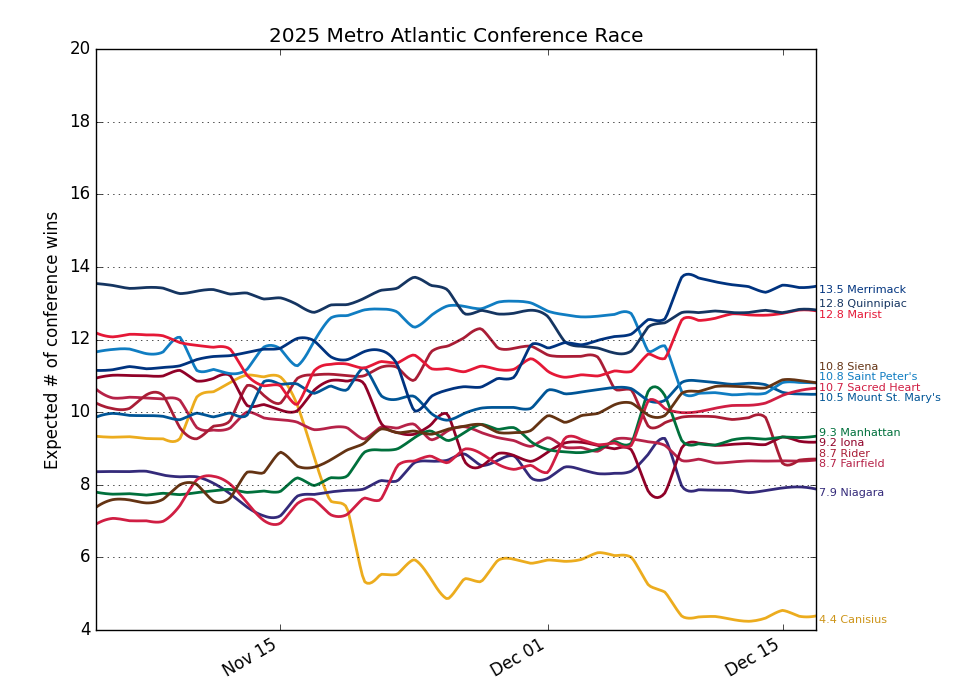 2025 Metro Atlantic Conference Race
Expected # of conference wins
20
18
16
14
12
10
8
6
4
Nov 15
Dec 01
Dec 15
13.5 Merrimack
12.8 Quinnipiac
12.8 Marist
10.8 Siena
10.8 Saint Peter's
10.7 Sacred Heart
10.5 Mount St. Mary's
9.3 Manhattan
9.2 Iona
8.7 Rider
8.7 Fairfield
7.9 Niagara
4.4 Canisius